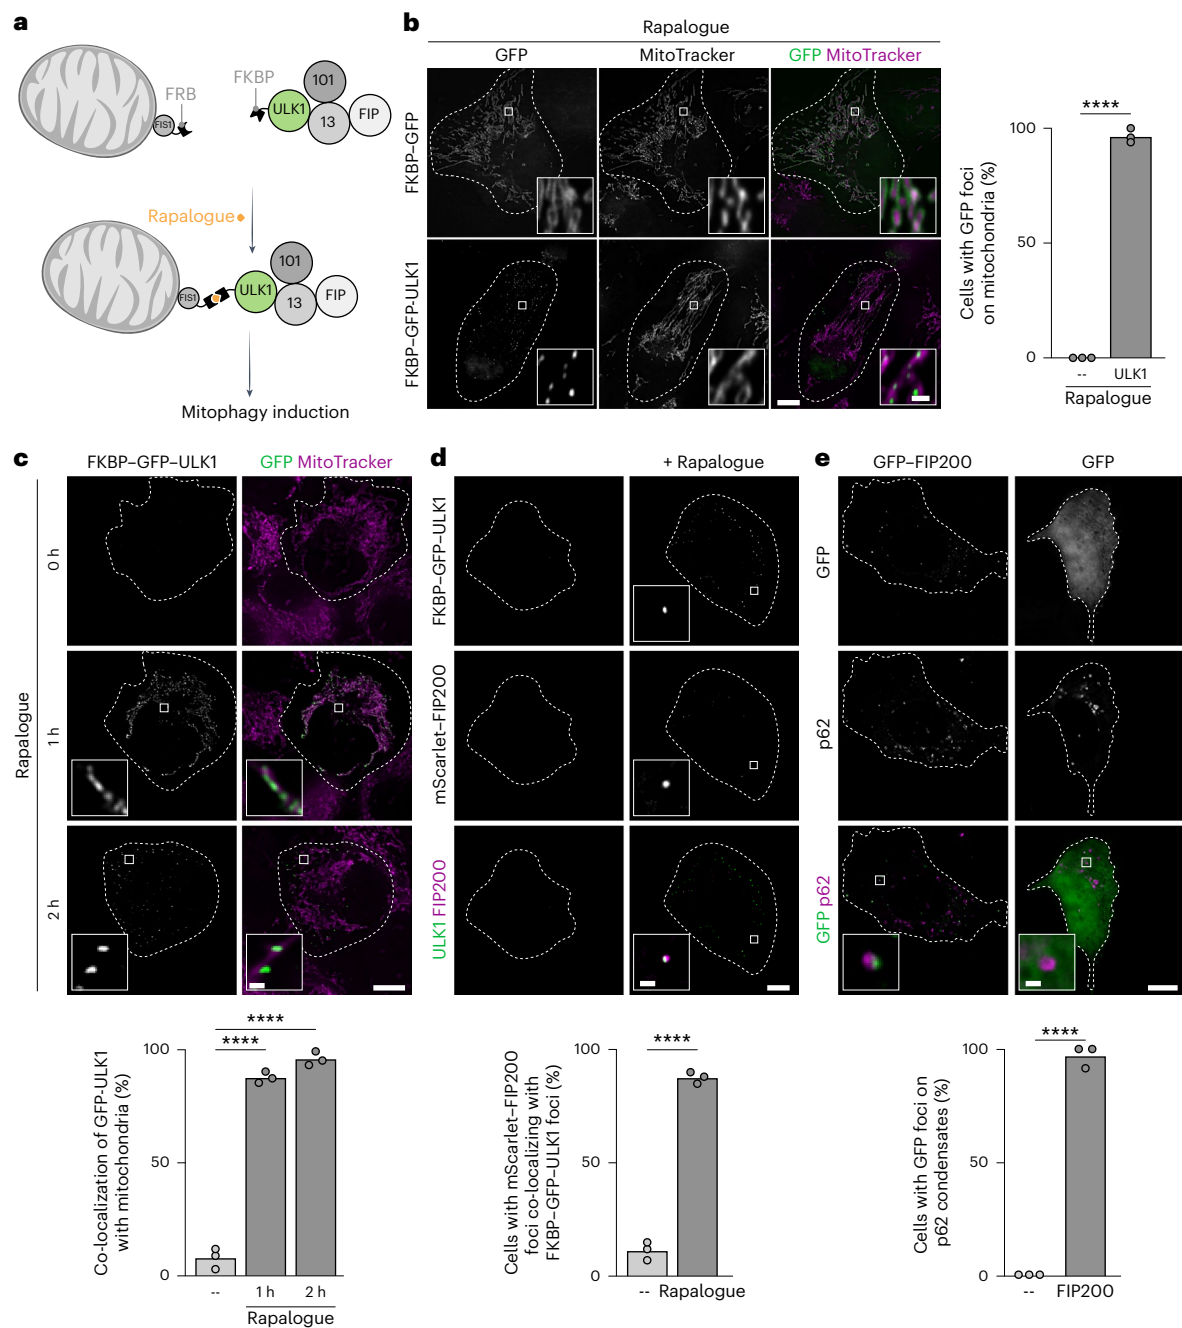 a
FRB
FKBP
101
ULK1
13
FIP
FIS1
Rapalogue
101
ULK1
13
FIP
FIS1
Mitophagy induction
b
Rapalogue
GFP
MitoTracker
GFP MitoTracker
FKBP–GFP
FKBP–GFP-ULK1
Cells with GFP foci
on mitochondria (%)
100
50
0
****
--
ULK1
Rapalogue
c
FKBP–GFP–ULK1
GFP MitoTracker
Rapalogue
0 h
1 h
2 h
Co-localization of GFP-ULK1
with mitochondria (%)
100
50
0
****
****
--
1 h
2 h
Rapalogue
d
+ Rapalogue
FKBP–GFP–ULK1
mScarlet–FIP200
ULK1 FIP200
Cells with mScarlet–FIP200
foci co-localizing with
FKBP–GFP–ULK1 foci (%)
100
50
0
****
--
Rapalogue
e
GFP–FIP200
GFP
GFP
p62
GFP p62
Cells with GFP foci on
p62 condensates (%)
100
50
0
****
--
FIP200